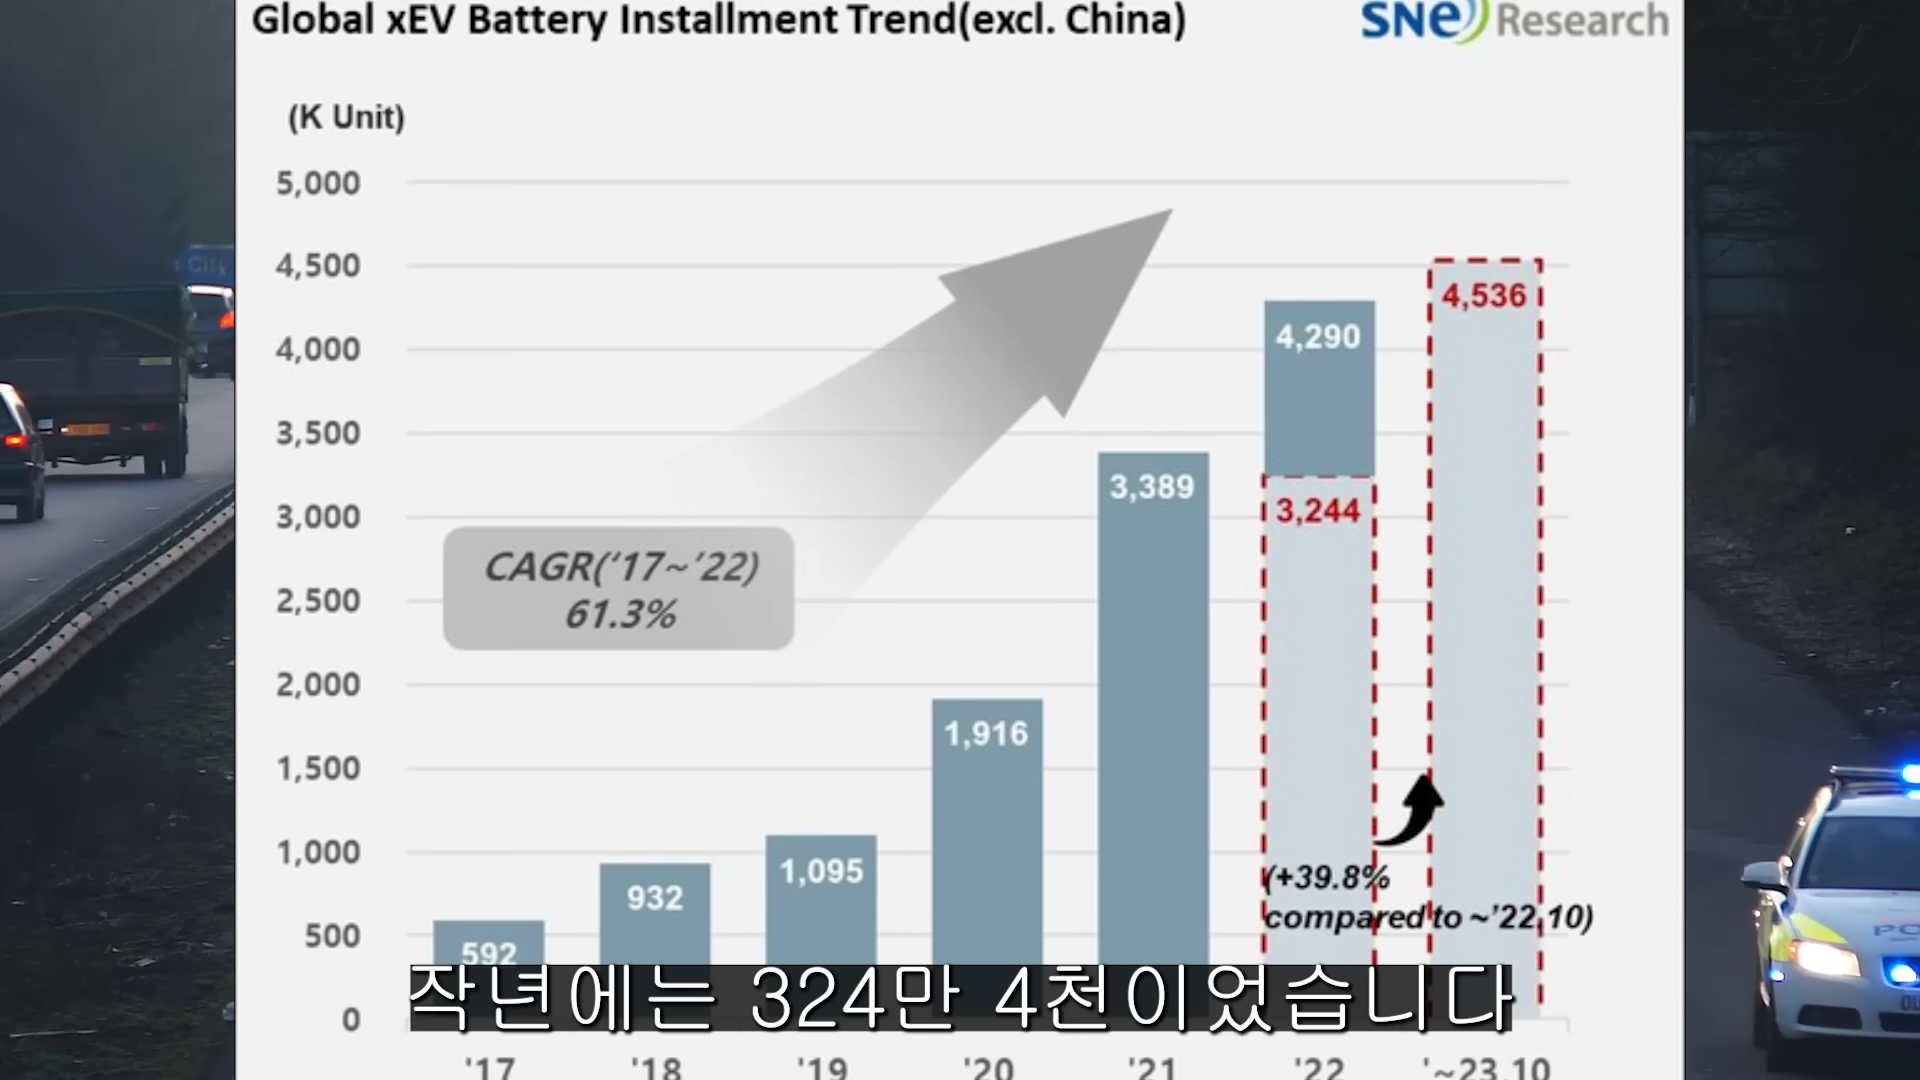 Global xEV Battery Installment Trend(excl. China)
SNe Research
(K Unit)
5,000
4,500
4,000
3,500
3,000
2,500
2,000
1,500
1,000
500
0
4,536
4,290
3,244
3,389
1,916
1,095
932
592
CAGR('17~'22)
61.3%
(+39.8%
compared to ~'22.10)
작년에는 324만 4천이었습니다
'17 '18 '19 '20 '21 '22 '~23.10
City